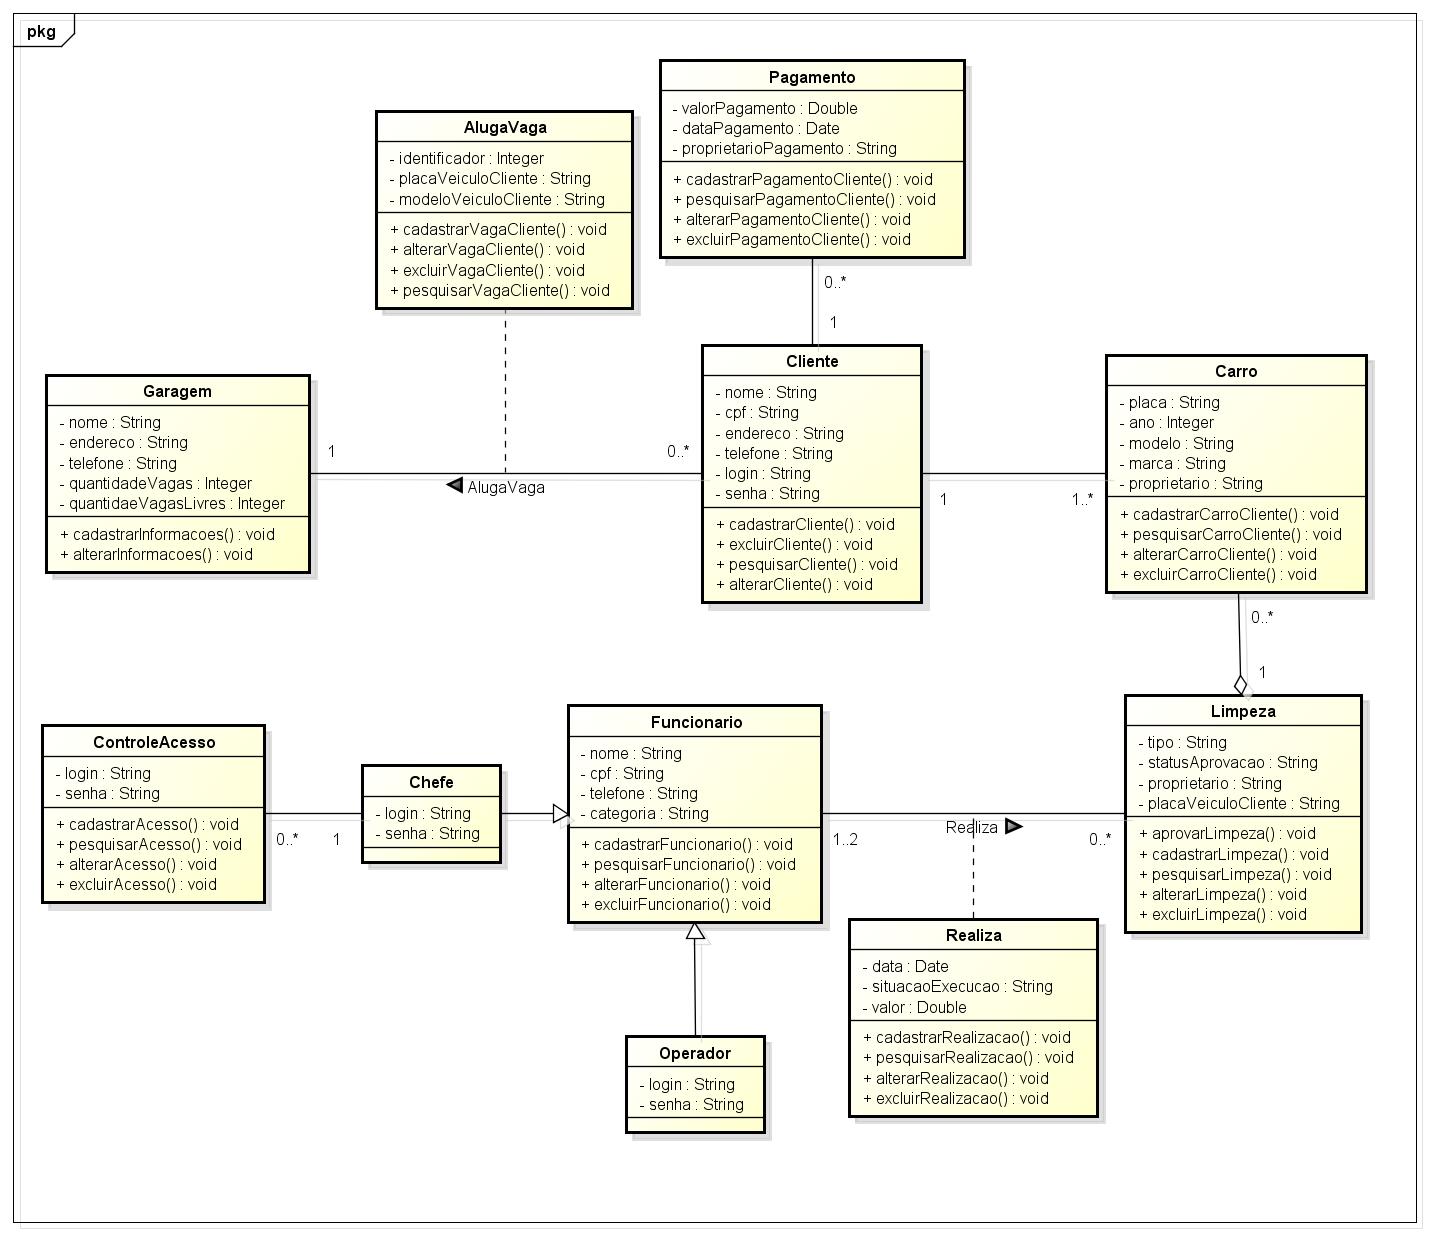 pkg
Pagamento
- valorPagamento : Double
- dataPagamento : Date
- proprietarioPagamento : String
+ cadastrarPagamentoCliente() : void
+ pesquisarPagamentoCliente() : void
+ alterarPagamentoCliente() : void
+ excluirPagamentoCliente() : void
AlugaVaga
- identificador : Integer
- placaVeiculoCliente : String
- modeloVeiculoCliente : String
+ cadastrarVagaCliente() : void
+ alterarVagaCliente() : void
+ excluirVagaCliente() : void
+ pesquisarVagaCliente() : void
0..*
1
Garagem
- nome : String
- endereco : String
- telefone : String
- quantidadeVagas : Integer
- quantidaeVagasLivres : Integer
+ cadastrarInformacoes() : void
+ alterarInformacoes() : void
1
0..*
AlugaVaga
Cliente
- nome : String
- cpf : String
- endereco : String
- telefone : String
- login : String
- senha : String
+ cadastrarCliente() : void
+ excluirCliente() : void
+ pesquisarCliente() : void
+ alterarCliente() : void
1
1..*
Carro
- placa : String
- ano : Integer
- modelo : String
- marca : String
- proprietario : String
+ cadastrarCarroCliente() : void
+ pesquisarCarroCliente() : void
+ alterarCarroCliente() : void
+ excluirCarroCliente() : void
0..*
1
ControleAcesso
- login : String
- senha : String
+ cadastrarAcesso() : void
+ pesquisarAcesso() : void
+ alterarAcesso() : void
+ excluirAcesso() : void
0..*
1
Chefe
- login : String
- senha : String
Funcionario
- nome : String
- cpf : String
- telefone : String
- categoria : String
+ cadastrarFuncionario() : void
+ pesquisarFuncionario() : void
+ alterarFuncionario() : void
+ excluirFuncionario() : void
1..2
Realiza
0..*
Limpeza
- tipo : String
- statusAprovacao : String
- proprietario : String
- placaVeiculoCliente : String
+ aprovarLimpeza() : void
+ cadastrarLimpeza() : void
+ pesquisarLimpeza() : void
+ alterarLimpeza() : void
+ excluirLimpeza() : void
Realiza
- data : Date
- situacaoExecucao : String
- valor : Double
+ cadastrarRealizacao() : void
+ pesquisarRealizacao() : void
+ alterarRealizacao() : void
+ excluirRealizacao() : void
Operador
- login : String
- senha : String